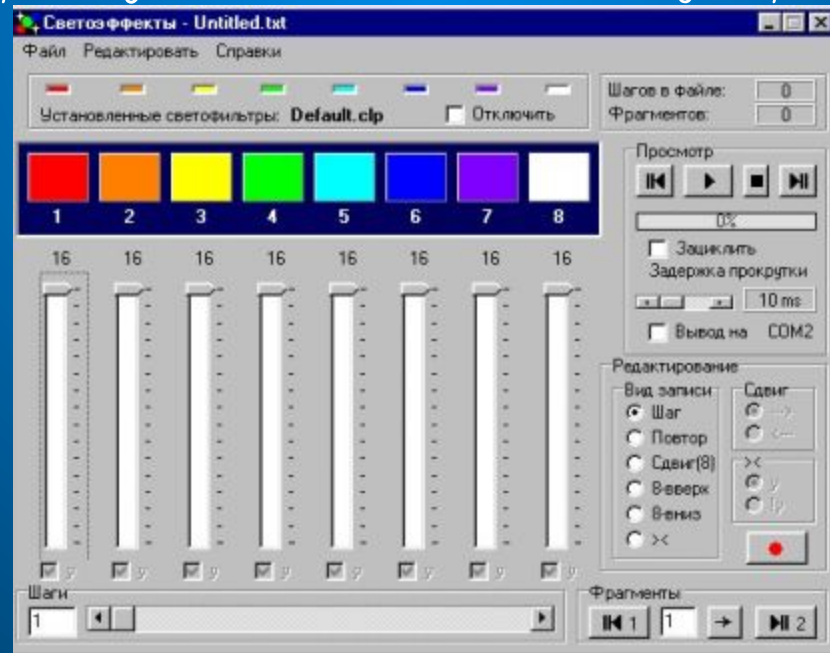 Светоэффекты - Untitled.txt
Файл Редактировать Справки
Установленные светофильтры: Default.clp Отключить
Шагов в файле: 0
Фрагментов: 0
1 2 3 4 5 6 7 8
16 16 16 16 16 16 16 16
Просмотр
0%
Зациклить
Задержка прокрутки
10 ms
Вывод на COM2
Редактирование
Вид записи
Шаг
Повтор
Сдвиг(8)
В-вверх
В-вниз
><
Сдвиг
-->
<--
><
у
у у у у у у у у
Шаги
1
Фрагменты
1 1 2